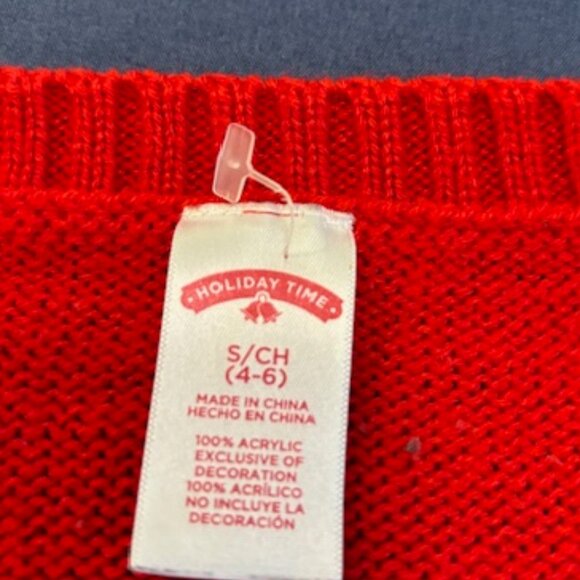 • HOLIDAY TIME •
S/CH
(4-6)
MADE IN CHINA
HECHO EN CHINA
100% ACRYLIC
EXCLUSIVE OF
DECORATION
100% ACRÍLICO
NO INCLUYE LA
DECORACIÓN